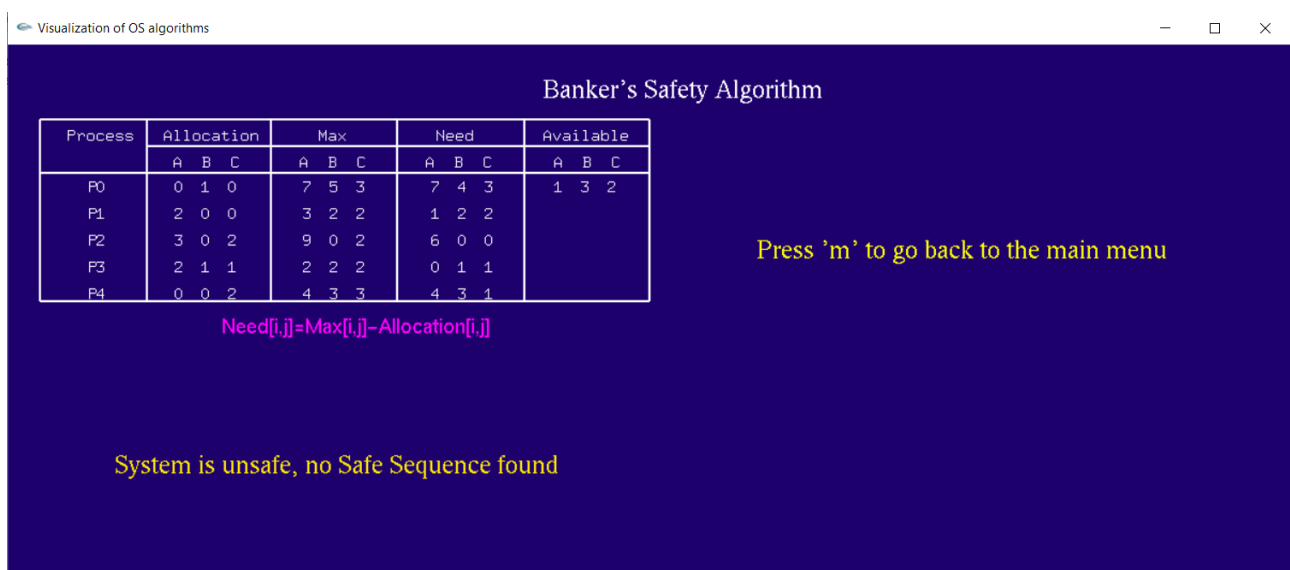 Visualization of OS algorithms
Banker's Safety Algorithm
Process Allocation Max Need Available
A B C A B C A B C A B C
P0 0 1 0 7 5 3 7 4 3 1 3 2
P1 2 0 0 3 2 2 1 2 2
P2 3 0 2 9 0 2 6 0 0
P3 2 1 1 2 2 2 0 1 1
P4 0 0 2 4 3 3 4 3 1
Press 'm' to go back to the main menu
Need[i,j]=Max[i,j]-Allocation[i,j]
System is unsafe, no Safe Sequence found